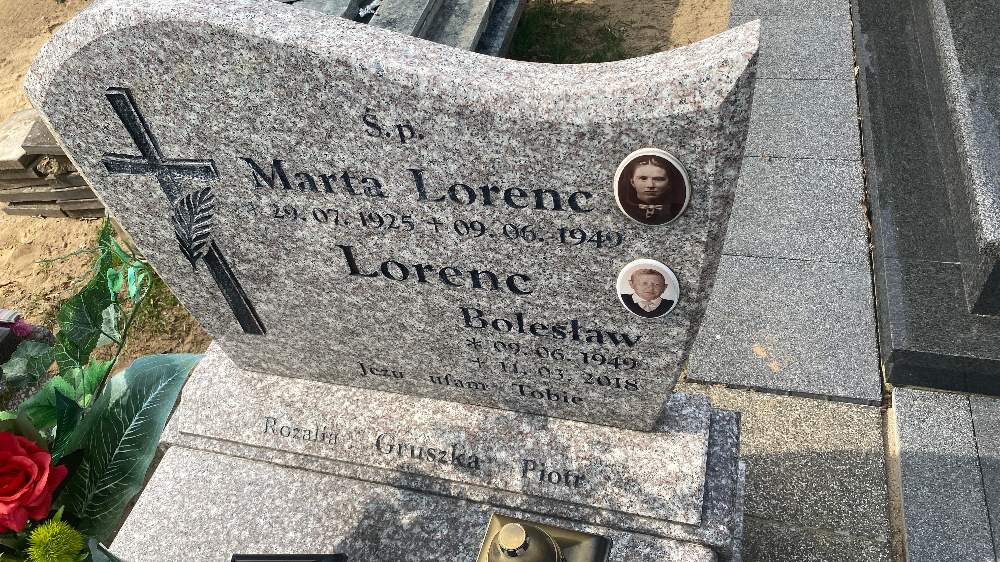 Ś.p.
Marta Lorenc
* 29. 07. 1925 + 09. 06. 1949
Lorenc
Bolesław
* 09. 06. 1949
+ 11. 03. 2018
Jezu ufam Tobie
Rozalia Gruszka Piotr